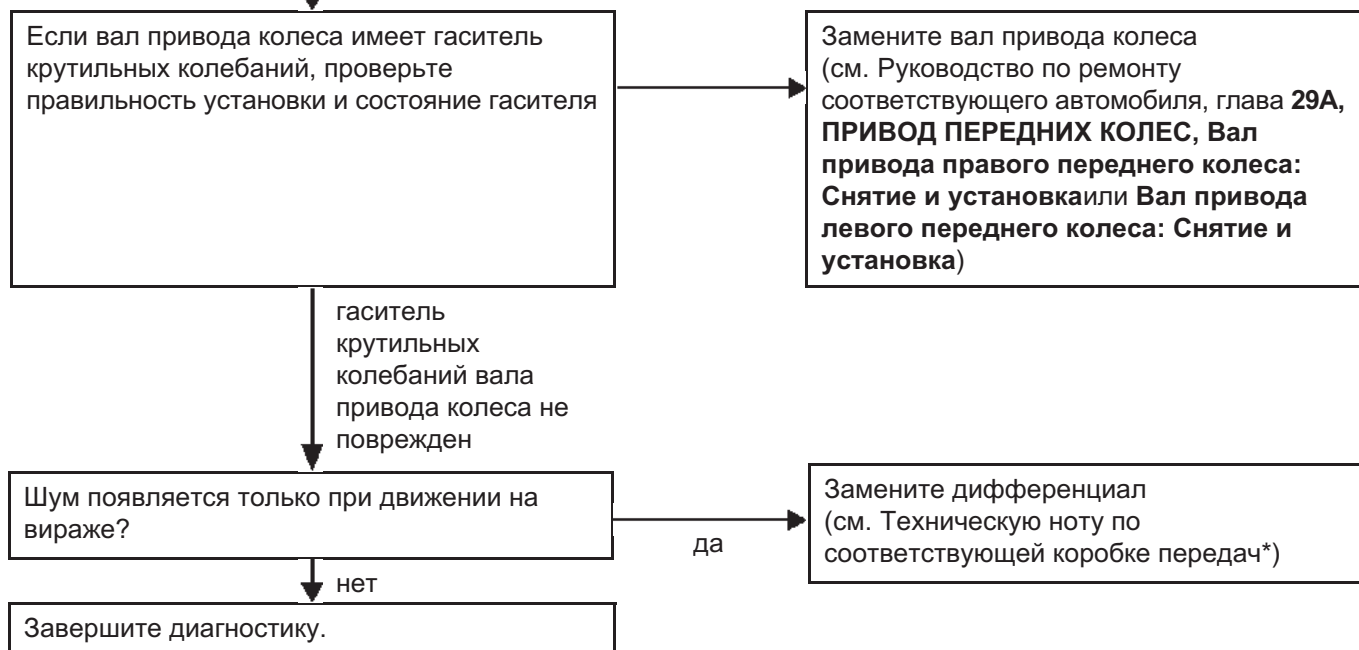 Если вал привода колеса имеет гаситель
крутильных колебаний, проверьте
правильность установки и состояние гасителя
Замените вал привода колеса
(см. Руководство по ремонту
соответствующего автомобиля, глава 29A,
ПРИВОД ПЕРЕДНИХ КОЛЕС, Вал
привода правого переднего колеса:
Снятие и установкаили Вал привода
левого переднего колеса: Снятие и
установка)
гаситель
крутильных
колебаний вала
привода колеса не
поврежден
Шум появляется только при движении на
вираже?
да
Замените дифференциал
(см. Техническую ноту по
соответствующей коробке передач*)
нет
Завершите диагностику.